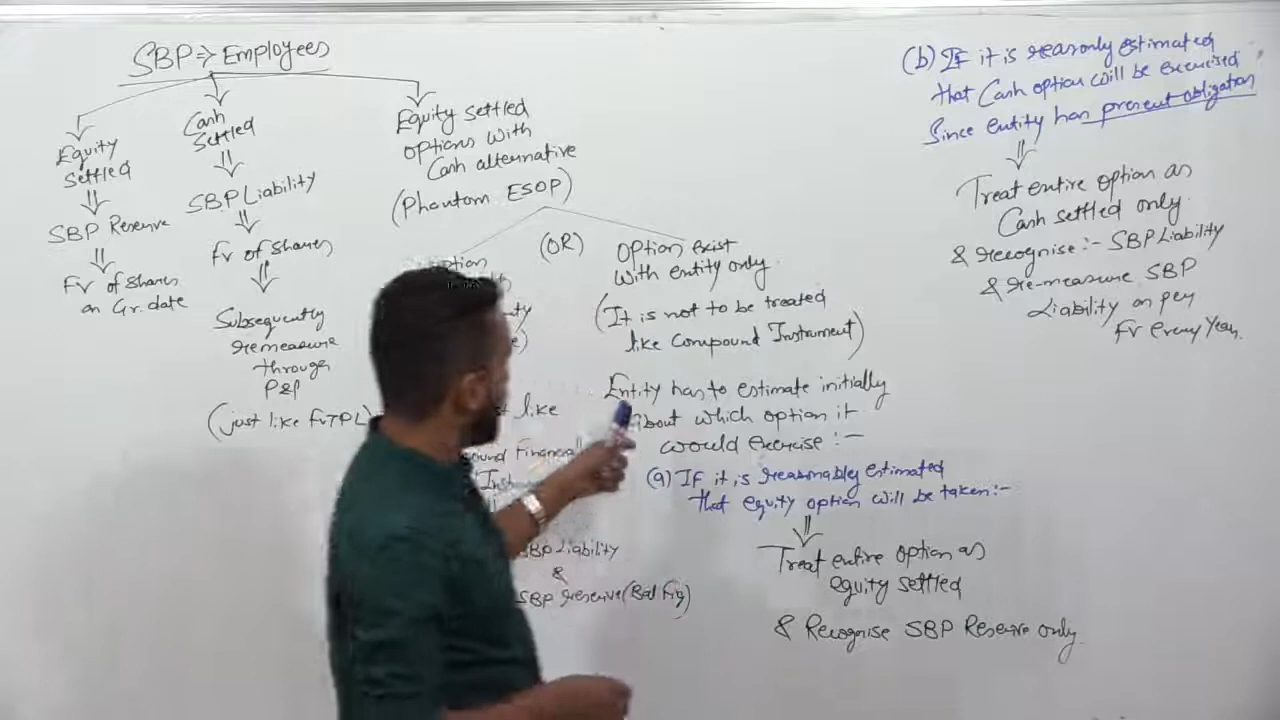 SBP => Employees
Equity
Settled
SBP Reserve
Fv of shares
on Gr. date
Cash
Settled
SBP Liability
Fv of shares
Subsequently
remeasure
through
P&L
(just like FVTPL)
Equity settled
options with
Cash alternative
(Phantom ESOP)
(OR)
like
SBP Liability
&
SBP reserve (Bal fig)
Option exist
with entity only
(It is not to be treated
like Compound Instrument)
Entity has to estimate initially
About which option it
would exercise :-
(a) If it is reasonabley estimated
that equity option will be taken:-
Treat entire option as
equity settled
& Recognise SBP Reserve only.
(b) If it is reasonly estimated
that Cash option will be exercised
Since entity has present obligation
Treat entire option as
Cash settled only
& recognise:- SBP Liability
& re-measure SBP
Liability as per
Fv every Year.